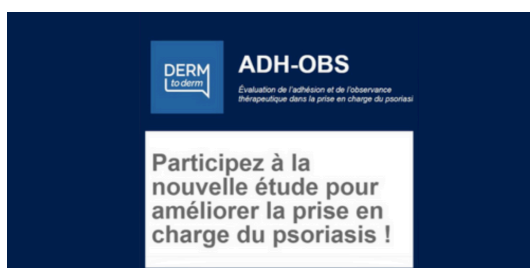 DERM
to derm
ADH-OBS
Évaluation de l'adhésion et de l'observance
thérapeutique dans la prise en charge du psoriasi
Participez à la
nouvelle étude pour
améliorer la prise en
charge du psoriasis !